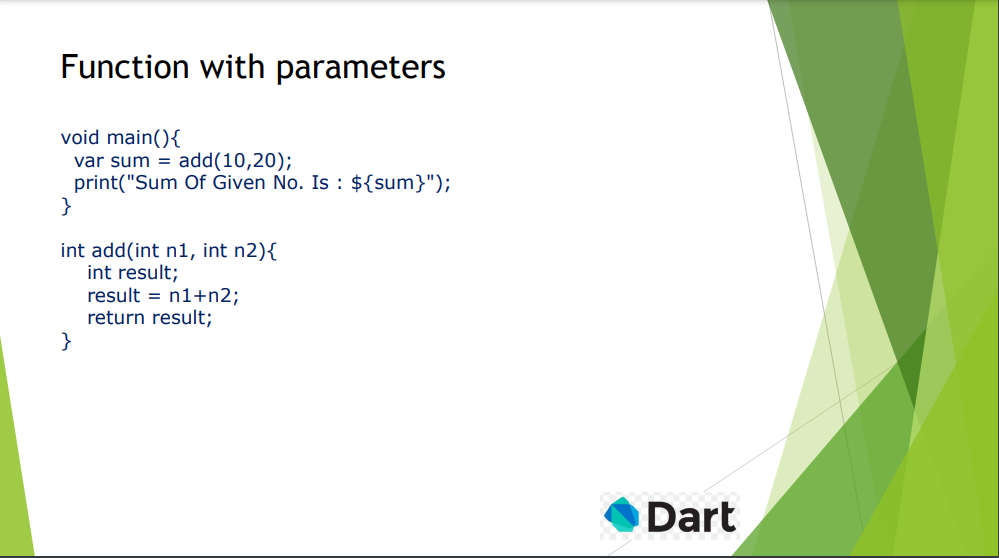 Function with parameters
void main(){
var sum = add(10,20);
print("Sum Of Given No. Is : ${sum}");
}
int add(int n1, int n2){
int result;
result = n1+n2;
return result;
}
Dart